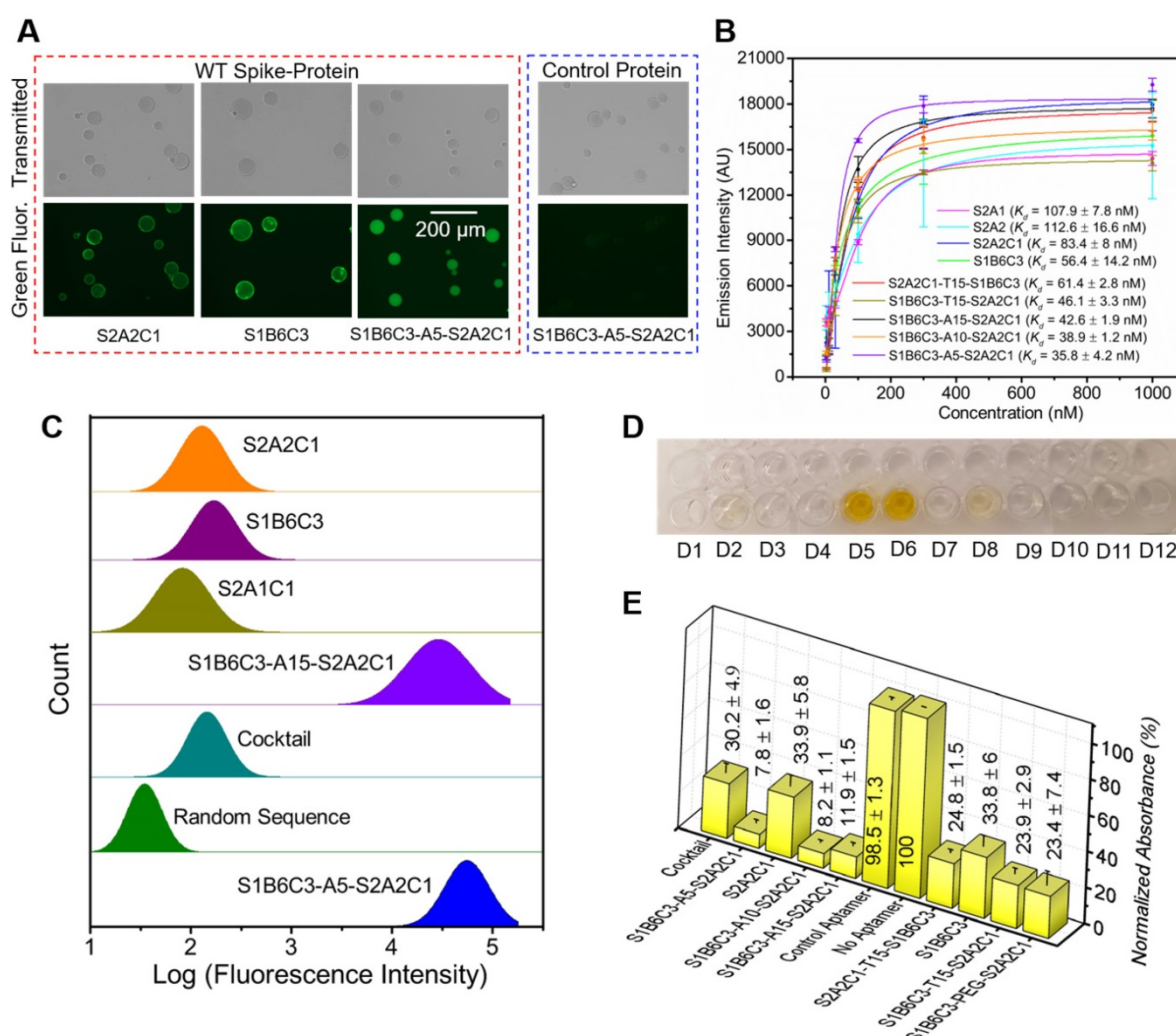 A
WT Spike-Protein
Control Protein
Transmitted
Green Fluor.
200 µm
S2A2C1
S1B6C3
S1B6C3-A5-S2A2C1
S1B6C3-A5-S2A2C1
B
Emission Intensity (AU)
21000
18000
15000
12000
9000
6000
3000
0
S2A1 (Kd = 107.9 ± 7.8 nM)
S2A2 (Kd = 112.6 ± 16.6 nM)
S2A2C1 (Kd = 83.4 ± 8 nM)
S1B6C3 (Kd = 56.4 ± 14.2 nM)
S2A2C1-T15-S1B6C3 (Kd = 61.4 ± 2.8 nM)
S1B6C3-T15-S2A2C1 (Kd = 46.1 ± 3.3 nM)
S1B6C3-A15-S2A2C1 (Kd = 42.6 ± 1.9 nM)
S1B6C3-A10-S2A2C1 (Kd = 38.9 ± 1.2 nM)
S1B6C3-A5-S2A2C1 (Kd = 35.8 ± 4.2 nM)
0 200 400 600 800 1000
Concentration (nM)
C
Count
S2A2C1
S1B6C3
S2A1C1
S1B6C3-A15-S2A2C1
Cocktail
Random Sequence
S1B6C3-A5-S2A2C1
1 2 3 4 5
Log (Fluorescence Intensity)
D
D1 D2 D3 D4 D5 D6 D7 D8 D9 D10 D11 D12
E
30.2 ± 4.9
7.8 ± 1.6
33.9 ± 5.8
8.2 ± 1.1
11.9 ± 1.5
98.5 ± 1.3
100
24.8 ± 1.5
33.8 ± 6
23.9 ± 2.9
23.4 ± 7.4
Cocktail
S1B6C3-A5-S2A2C1
S2A2C1
S1B6C3-A10-S2A2C1
S1B6C3-A15-S2A2C1
Control Aptamer
No Aptamer
S2A2C1-T15-S1B6C3
S1B6C3
S1B6C3-T15-S2A2C1
S1B6C3-PEG-S2A2C1
100
80
60
40
20
0
Normalized Absorbance (%)